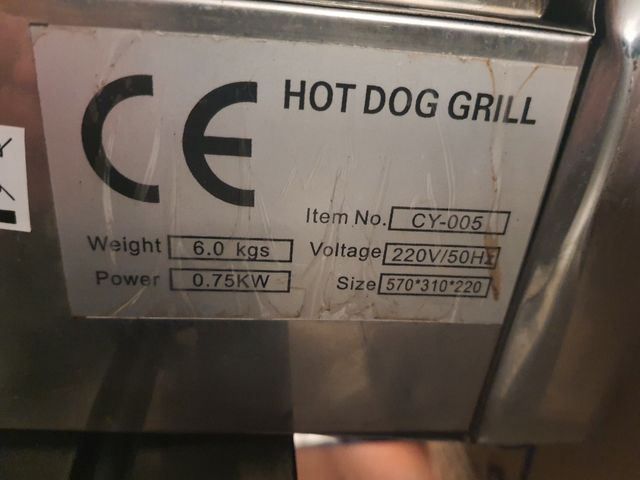 CE HOT DOG GRILL
Item No. CY-005
Weight 6.0 kgs Voltage 220V/50Hz
Power 0.75KW Size 570*310*220